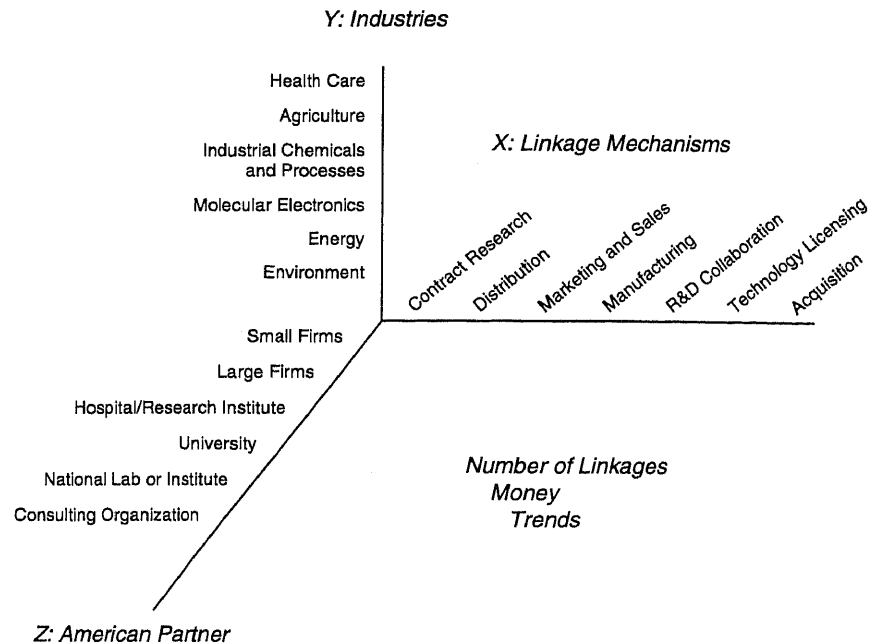 Y: Industries
Health Care
Agriculture
Industrial Chemicals
and Processes
Molecular Electronics
Energy
Environment
X: Linkage Mechanisms
Contract Research
Distribution
Marketing and Sales
Manufacturing
R&D Collaboration
Technology Licensing
Acquisition
Small Firms
Large Firms
Hospital/Research Institute
University
National Lab or Institute
Consulting Organization
Number of Linkages
Money
Trends
Z: American Partner